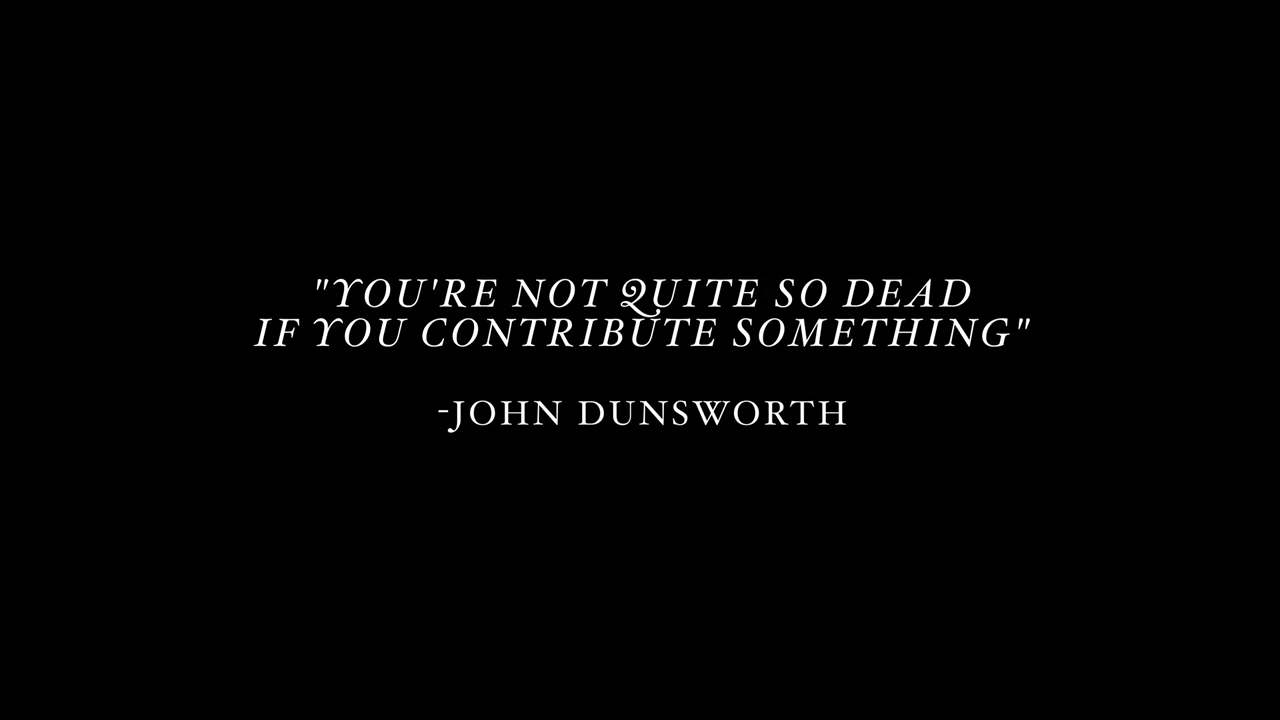 "YOU'RE NOT QUITE SO DEAD
IF YOU CONTRIBUTE SOMETHING"
-JOHN DUNSWORTH